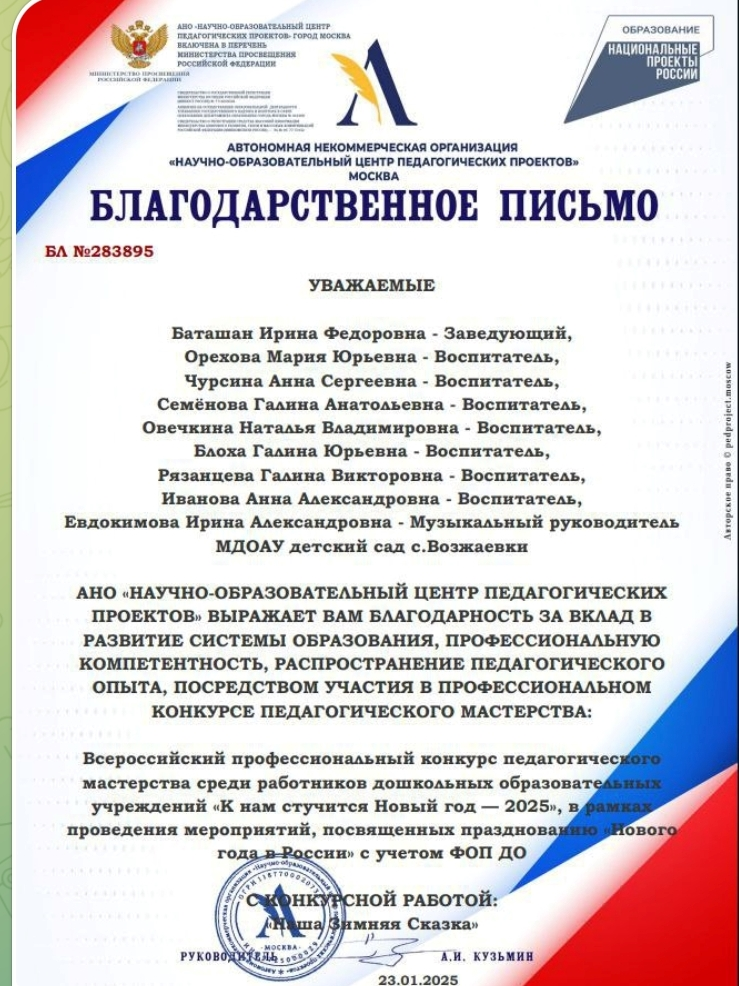 АНО «НАУЧНО-ОБРАЗОВАТЕЛЬНЫЙ ЦЕНТР
ПЕДАГОГИЧЕСКИХ ПРОЕКТОВ» ГОРОД МОСКВА
ВКЛЮЧЕНА В ПЕРЕЧЕНЬ
МИНИСТЕРСТВА ПРОСВЕЩЕНИЯ
РОССИЙСКОЙ ФЕДЕРАЦИИ
МИНИСТЕРСТВО ПРОСВЕЩЕНИЯ
РОССИЙСКОЙ ФЕДЕРАЦИИ
ОБРАЗОВАНИЕ
НАЦИОНАЛЬНЫЕ
ПРОЕКТЫ
РОССИИ
АВТОНОМНАЯ НЕКОММЕРЧЕСКАЯ ОРГАНИЗАЦИЯ
«НАУЧНО-ОБРАЗОВАТЕЛЬНЫЙ ЦЕНТР ПЕДАГОГИЧЕСКИХ ПРОЕКТОВ»
МОСКВА
БЛАГОДАРСТВЕННОЕ ПИСЬМО
БЛ №283895
УВАЖАЕМЫЕ
Баташан Ирина Федоровна - Заведующий,
Орехова Мария Юрьевна - Воспитатель,
Чурсина Анна Сергеевна - Воспитатель,
Семёнова Галина Анатольевна - Воспитатель,
Овечкина Наталья Владимировна - Воспитатель,
Блоха Галина Юрьевна - Воспитатель,
Рязанцева Галина Викторовна - Воспитатель,
Иванова Анна Александровна - Воспитатель,
Евдокимова Ирина Александровна - Музыкальный руководитель
МДОАУ детский сад с.Возжаевки
АНО «НАУЧНО-ОБРАЗОВАТЕЛЬНЫЙ ЦЕНТР ПЕДАГОГИЧЕСКИХ
ПРОЕКТОВ» ВЫРАЖАЕТ ВАМ БЛАГОДАРНОСТЬ ЗА ВКЛАД В
РАЗВИТИЕ СИСТЕМЫ ОБРАЗОВАНИЯ, ПРОФЕССИОНАЛЬНУЮ
КОМПЕТЕНТНОСТЬ, РАСПРОСТРАНЕНИЕ ПЕДАГОГИЧЕСКОГО
ОПЫТА, ПОСРЕДСТВОМ УЧАСТИЯ В ПРОФЕССИОНАЛЬНОМ
КОНКУРСЕ ПЕДАГОГИЧЕСКОГО МАСТЕРСТВА:
Всероссийский профессиональный конкурс педагогического
мастерства среди работников дошкольных образовательных
учреждений «К нам стучится Новый год — 2025», в рамках
проведения мероприятий, посвященных празднованию «Нового
года в России» с учетом ФОП ДО
С КОНКУРСНОЙ РАБОТОЙ:
«Наша Зимняя Сказка»
РУКОВОДИТЕЛЬ
А.И. КУЗЬМИН
·МОСКВА·
23.01.2025
Авторское право © pedproject.moscow